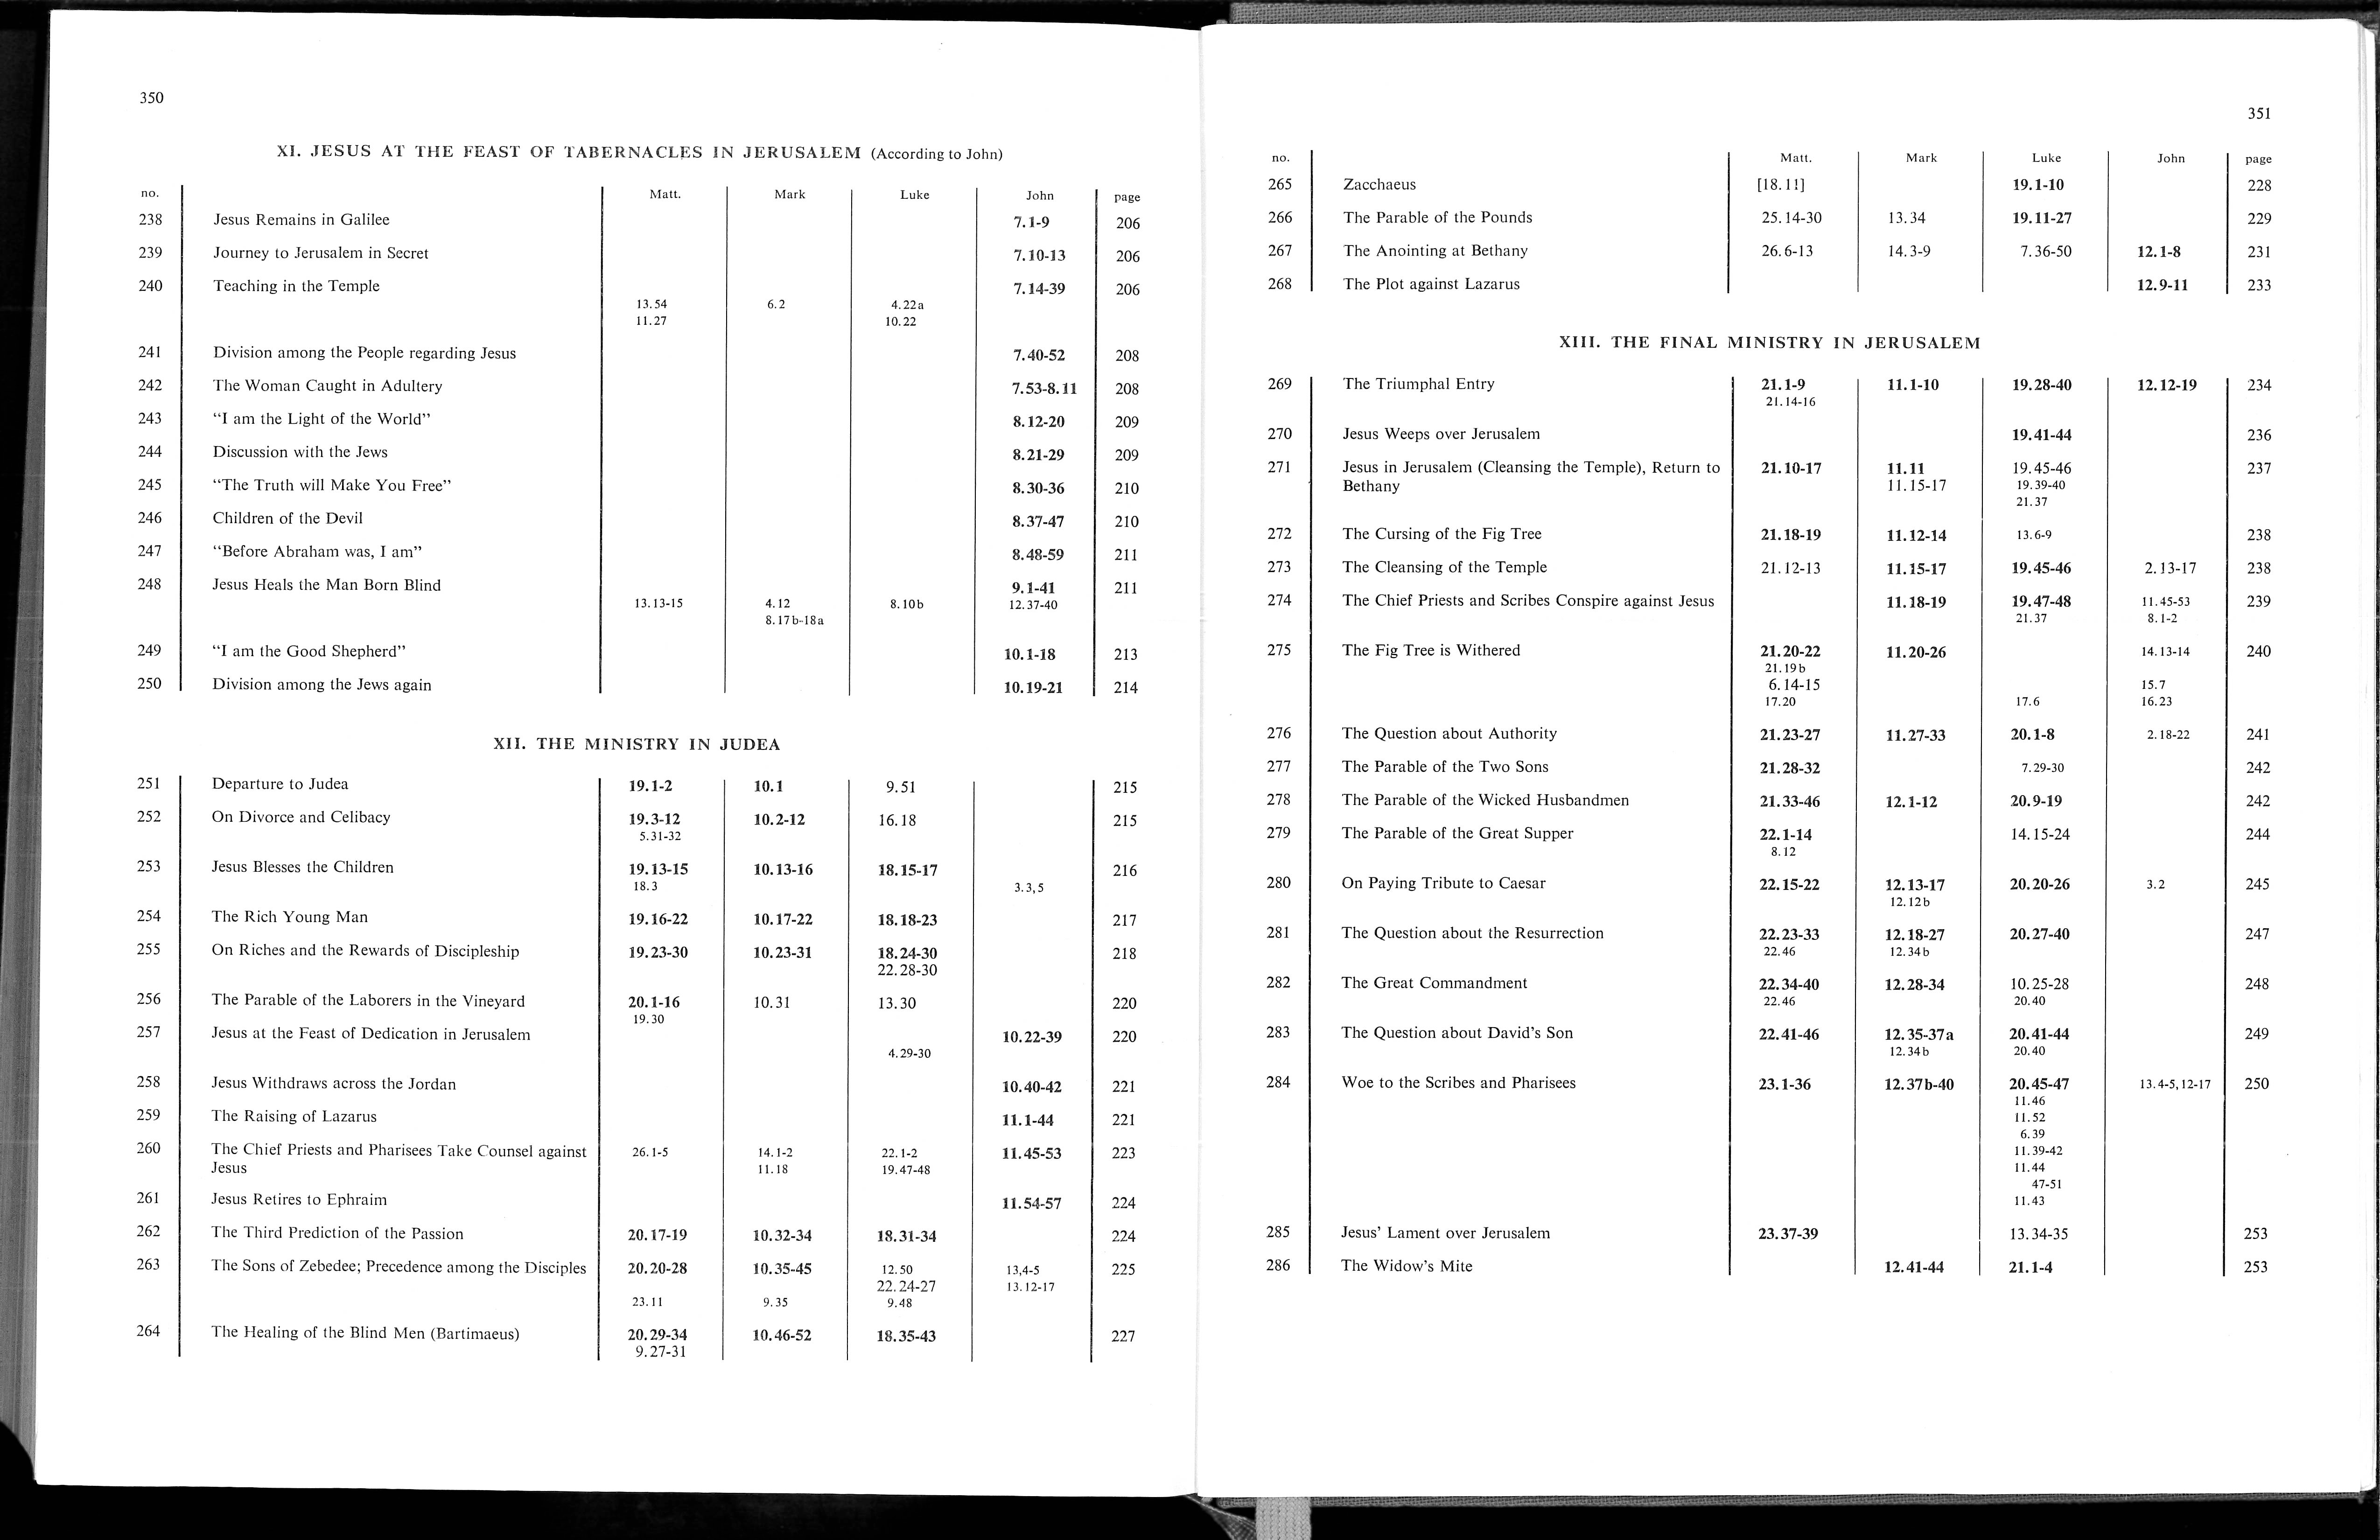 350
XI. JESUS AT THE FEAST OF TABERNACLES IN JERUSALEM (According to John)
no. Matt. Mark Luke John page
238 Jesus Remains in Galilee 7.1-9 206
239 Journey to Jerusalem in Secret 7.10-13 206
240 Teaching in the Temple 7.14-39 206
13.54 6.2 4.22a
11.27 10.22
241 Division among the People regarding Jesus 7.40-52 208
242 The Woman Caught in Adultery 7.53-8.11 208
243 “I am the Light of the World” 8.12-20 209
244 Discussion with the Jews 8.21-29 209
245 “The Truth will Make You Free” 8.30-36 210
246 Children of the Devil 8.37-47 210
247 “Before Abraham was, I am” 8.48-59 211
248 Jesus Heals the Man Born Blind 9.1-41 211
13.13-15 4.12 8.10b 12.37-40
8.17b-18a
249 “I am the Good Shepherd” 10.1-18 213
250 Division among the Jews again 10.19-21 214
XII. THE MINISTRY IN JUDEA
251 Departure to Judea 19.1-2 10.1 9.51 215
252 On Divorce and Celibacy 19.3-12 10.2-12 16.18 215
5.31-32
253 Jesus Blesses the Children 19.13-15 10.13-16 18.15-17 216
18.3 3.3,5
254 The Rich Young Man 19.16-22 10.17-22 18.18-23 217
255 On Riches and the Rewards of Discipleship 19.23-30 10.23-31 18.24-30 218
22.28-30
256 The Parable of the Laborers in the Vineyard 20.1-16 10.31 13.30 220
19.30
257 Jesus at the Feast of Dedication in Jerusalem 10.22-39 220
4.29-30
258 Jesus Withdraws across the Jordan 10.40-42 221
259 The Raising of Lazarus 11.1-44 221
260 The Chief Priests and Pharisees Take Counsel against 26.1-5 14.1-2 22.1-2 11.45-53 223
Jesus 11.18 19.47-48
261 Jesus Retires to Ephraim 11.54-57 224
262 The Third Prediction of the Passion 20.17-19 10.32-34 18.31-34 224
263 The Sons of Zebedee; Precedence among the Disciples 20.20-28 10.35-45 12.50 13,4-5 225
22.24-27 13.12-17
23.11 9.35 9.48
264 The Healing of the Blind Men (Bartimaeus) 20.29-34 10.46-52 18.35-43 227
9.27-31
351
no. Matt. Mark Luke John page
265 Zacchaeus [18.11] 19.1-10 228
266 The Parable of the Pounds 25.14-30 13.34 19.11-27 229
267 The Anointing at Bethany 26.6-13 14.3-9 7.36-50 12.1-8 231
268 The Plot against Lazarus 12.9-11 233
XIII. THE FINAL MINISTRY IN JERUSALEM
269 The Triumphal Entry 21.1-9 11.1-10 19.28-40 12.12-19 234
21.14-16
270 Jesus Weeps over Jerusalem 19.41-44 236
271 Jesus in Jerusalem (Cleansing the Temple), Return to 21.10-17 11.11 19.45-46 237
Bethany 11.15-17 19.39-40
21.37
272 The Cursing of the Fig Tree 21.18-19 11.12-14 13.6-9 238
273 The Cleansing of the Temple 21.12-13 11.15-17 19.45-46 2.13-17 238
274 The Chief Priests and Scribes Conspire against Jesus 11.18-19 19.47-48 11.45-53 239
21.37 8.1-2
275 The Fig Tree is Withered 21.20-22 11.20-26 14.13-14 240
21.19b
6.14-15 15.7
17.20 17.6 16.23
276 The Question about Authority 21.23-27 11.27-33 20.1-8 2.18-22 241
277 The Parable of the Two Sons 21.28-32 7.29-30 242
278 The Parable of the Wicked Husbandmen 21.33-46 12.1-12 20.9-19 242
279 The Parable of the Great Supper 22.1-14 14.15-24 244
8.12
280 On Paying Tribute to Caesar 22.15-22 12.13-17 20.20-26 3.2 245
12.12b
281 The Question about the Resurrection 22.23-33 12.18-27 20.27-40 247
22.46 12.34b
282 The Great Commandment 22.34-40 12.28-34 10.25-28 248
22.46 20.40
283 The Question about David’s Son 22.41-46 12.35-37a 20.41-44 249
12.34b 20.40
284 Woe to the Scribes and Pharisees 23.1-36 12.37b-40 20.45-47 13.4-5,12-17 250
11.46
11.52
6.39
11.39-42
11.44
47-51
11.43
285 Jesus’ Lament over Jerusalem 23.37-39 13.34-35 253
286 The Widow’s Mite 12.41-44 21.1-4 253